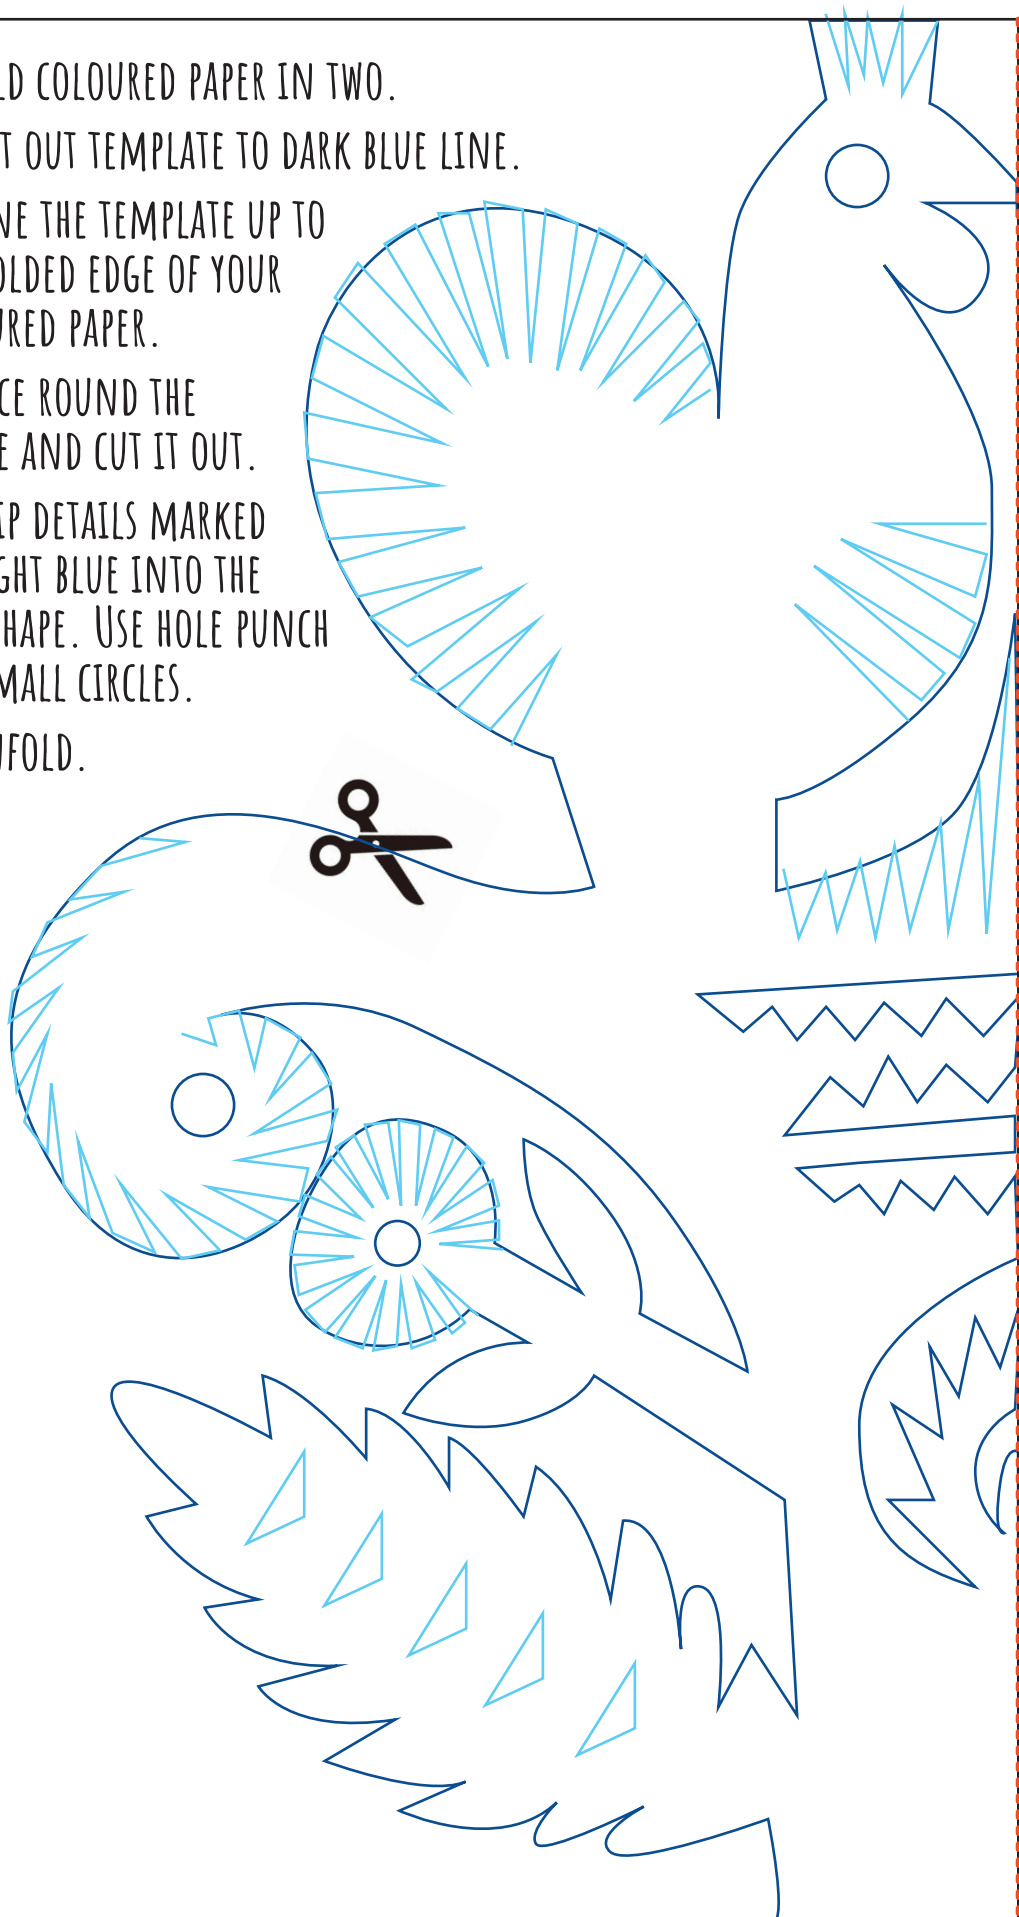 LD COLOURED PAPER IN TWO.
T OUT TEMPLATE TO DARK BLUE LINE.
NE THE TEMPLATE UP TO
OLDED EDGE OF YOUR
URED PAPER.
CE ROUND THE
E AND CUT IT OUT.
IP DETAILS MARKED
GHT BLUE INTO THE
HAPE. USE HOLE PUNCH
MALL CIRCLES.
NFOLD.